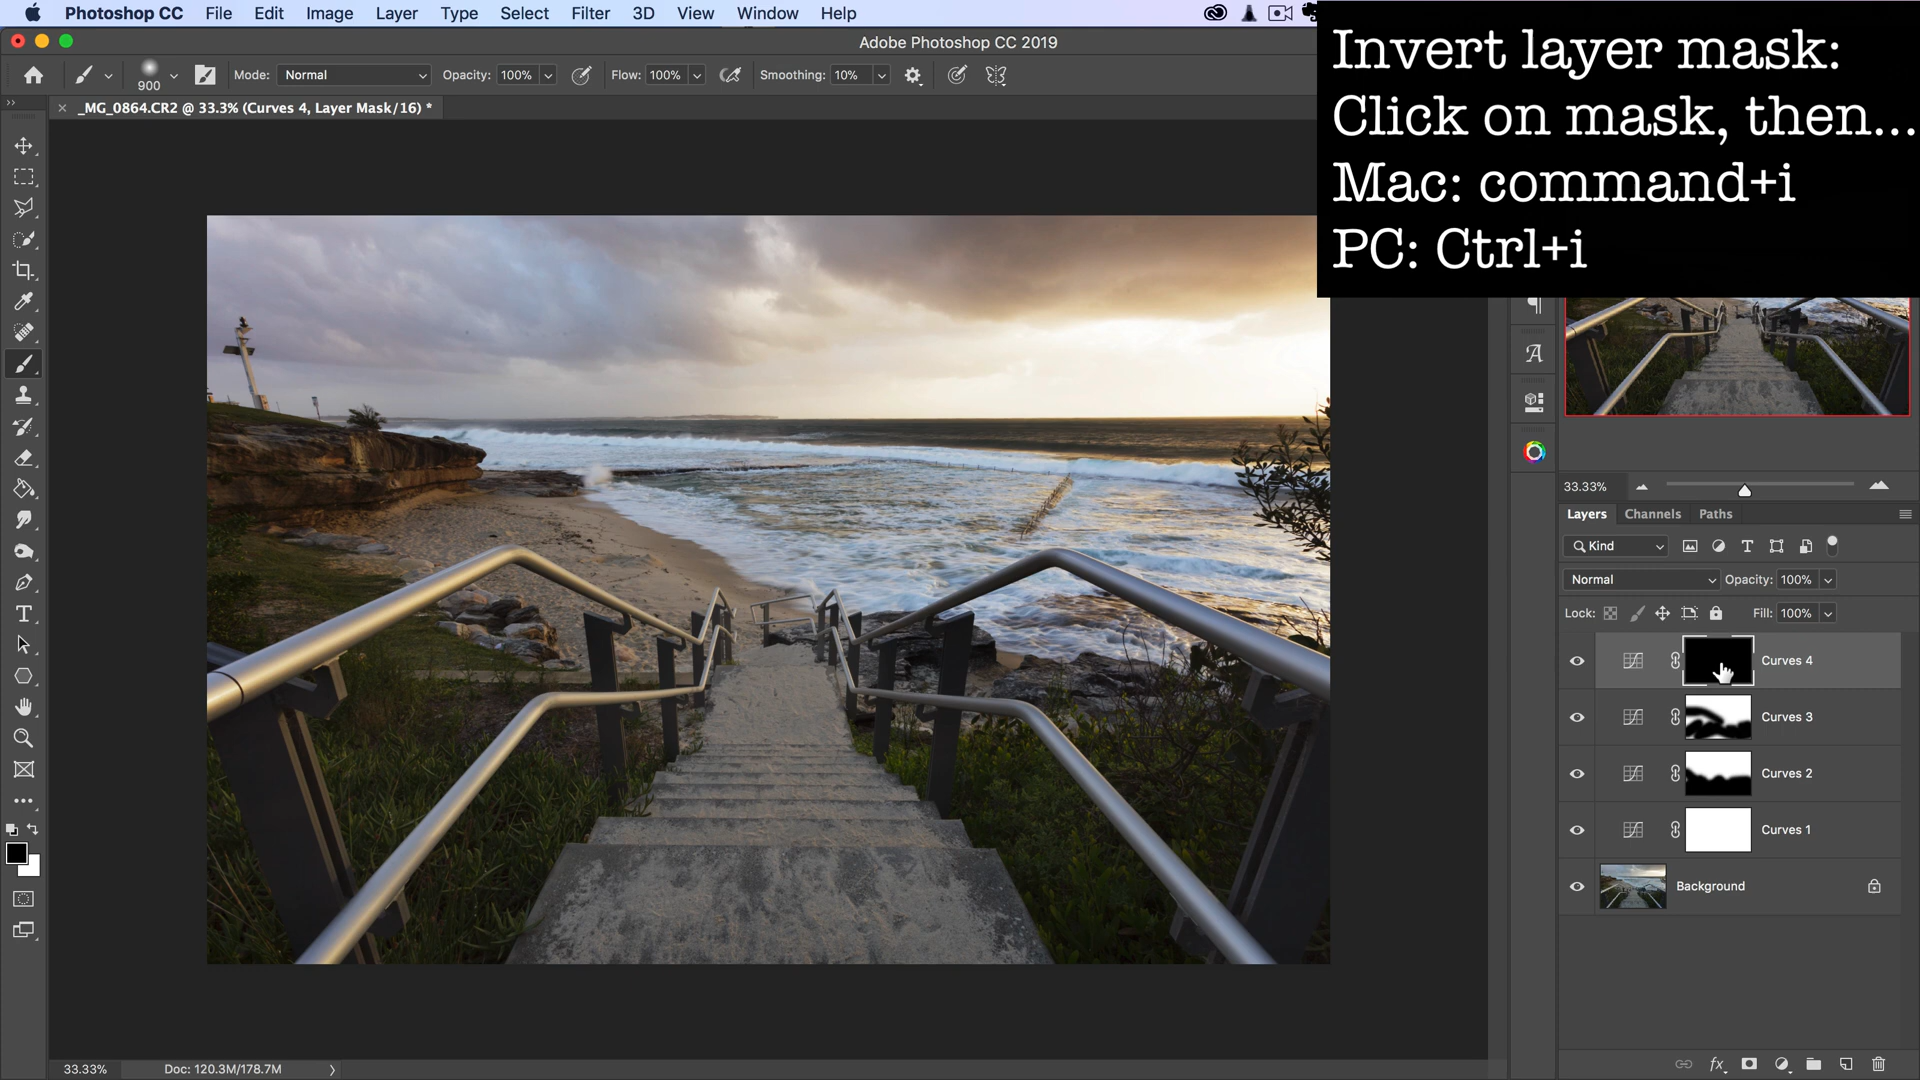 Photoshop CC File Edit Image Layer Type Select Filter 3D View Window Help
Adobe Photoshop CC 2019
900 Mode: Normal Opacity: 100% Flow: 100% Smoothing: 10%
_MG_0864.CR2 @ 33.3% (Curves 4, Layer Mask/16) *
Invert layer mask:
Click on mask, then...
Mac: command+i
PC: Ctrl+i
33.33%
Layers Channels Paths
Kind
Normal Opacity: 100%
Lock: Fill: 100%
Curves 4
Curves 3
Curves 2
Curves 1
Background
fx
33.33% Doc: 120.3M/178.7M